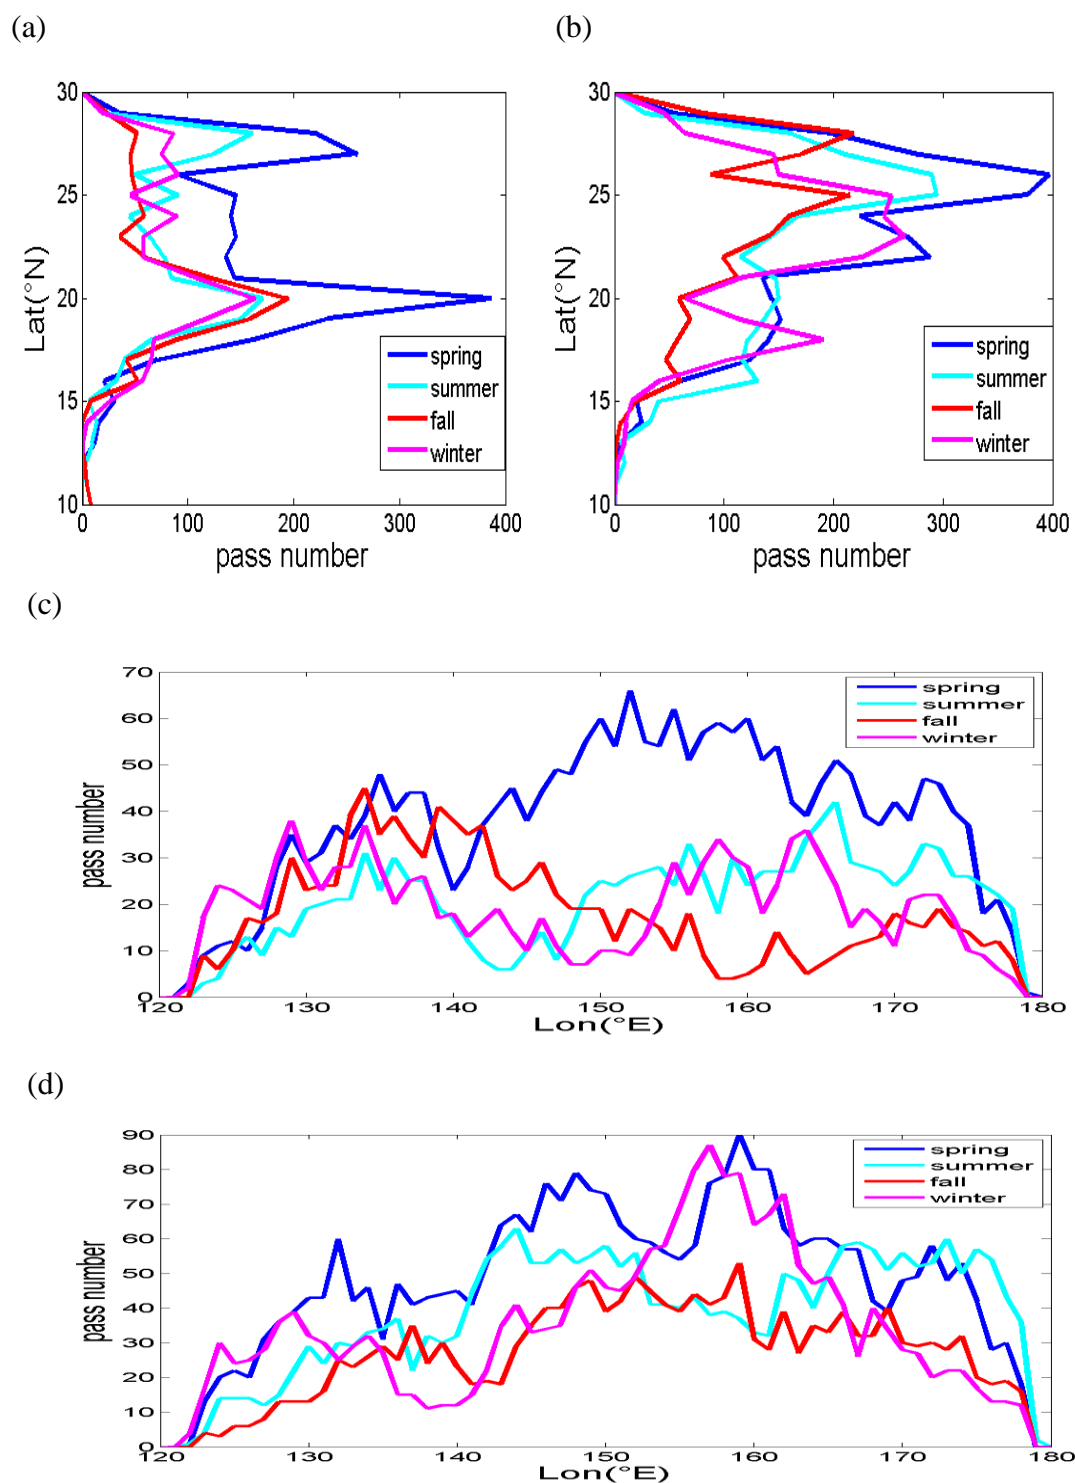 (a)
(b)
30
25
20
15
10
Lat(°N)
0 100 200 300 400
pass number
spring
summer
fall
winter
30
25
20
15
10
Lat(°N)
0 100 200 300 400
pass number
spring
summer
fall
winter
(c)
70
60
50
40
30
20
10
0
pass number
120 130 140 150 160 170 180
Lon(°E)
spring
summer
fall
winter
(d)
90
80
70
60
50
40
30
20
10
0
pass number
120 130 140 150 160 170 180
Lon(°E)
spring
summer
fall
winter